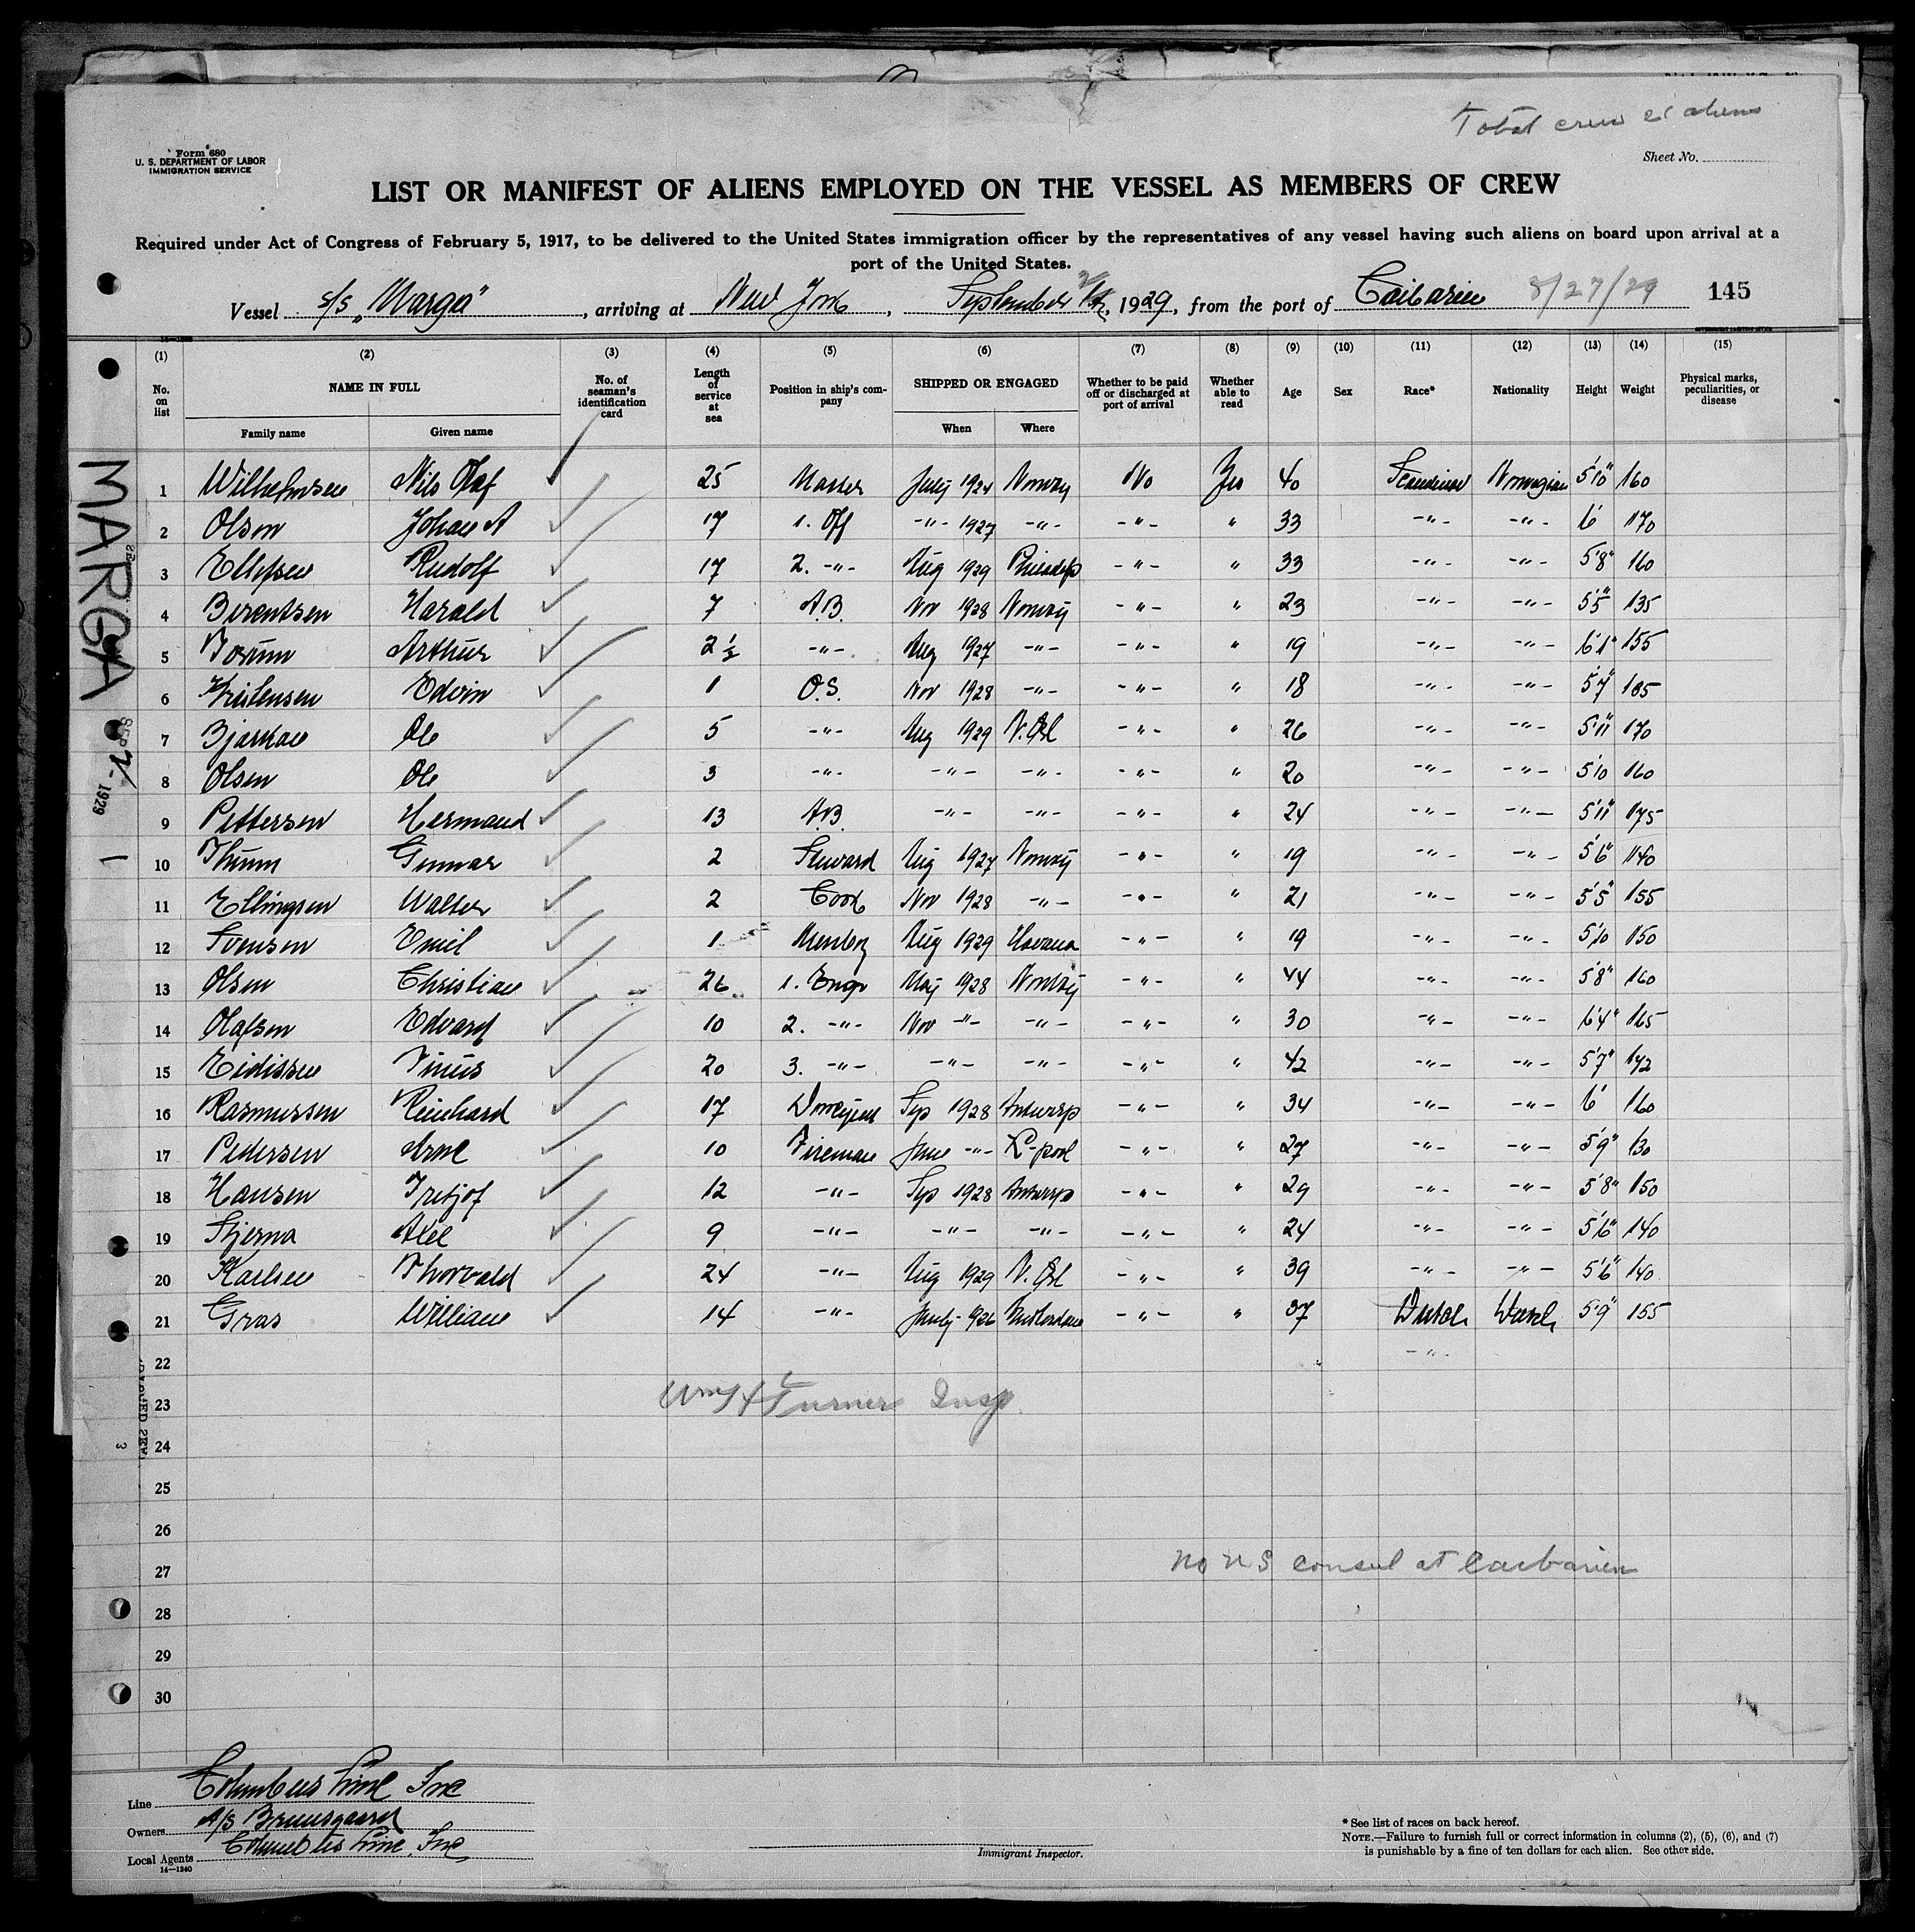 Total crew 21 aliens
Form 680
U. S. DEPARTMENT OF LABOR
IMMIGRATION SERVICE
Sheet No.
LIST OR MANIFEST OF ALIENS EMPLOYED ON THE VESSEL AS MEMBERS OF CREW
Required under Act of Congress of February 5, 1917, to be delivered to the United States immigration officer by the representatives of any vessel having such aliens on board upon arrival at a
port of the United States.
Vessel s/s "Marga", arriving at New York, September, 1929, from the port of Caibarien 8/27/29 145
(1) (2) (3) (4) (5) (6) (7) (8) (9) (10) (11) (12) (13) (14) (15)
No. on list NAME IN FULL No. of seaman's identification card Length of service at sea Position in ship's company SHIPPED OR ENGAGED Whether to be paid off or discharged at port of arrival Whether able to read Age Sex Race* Nationality Height Weight Physical marks, peculiarities, or disease
Family name Given name When Where
1 Wilhelmsen Nils Olaf 25 Master July 1924 Norway No Yes 40 Scandinav Norwegian 5'10" 160
2 Olsen Johan A 17 1. Off -"- 1927 -"- -"- " 33 -"- -"- 6' 170
3 Ellefsen Rudolf 17 2. -"- Aug 1929 Philadelp -"- " 33 -"- -"- 5'8" 160
4 Berentsen Harald 7 A.B. Nov 1928 Norway -"- " 23 -"- -"- 5'5" 135
5 Arthur 2½ -"- Aug 1927 -"- -"- " 19 -"- -"- 6'1" 155
6 Kristensen Edvin 1 O.S. Nov 1928 -"- -"- " 18 -"- -"- 5'7"
7 Ole 5 -"- Aug 1929 -"- " 26 -"- -"- 5'11" 170
8 Olsen Ole 3 -"- -"- -"- -"- " 20 -"- -"- 5'10 160
9 Pettersen Hermand 13 A.B. -"- -"- -"- " 24 -"- -"- 5'11" 175
10 Thum Gunnar 2 Steward Aug 1927 Norway -"- " 19 -"- -"- 5'6" 140
11 Ellingsen Walter 2 Cook Nov 1928 -"- -"- " 21 -"- -"- 5'5" 155
12 Svensen Emil 1 Aug 1929 Havana -"- " 19 -"- -"- 5'10 150
13 Olsen Christian 26 1. Engr May 1928 Norway -"- " 44 -"- -"- 5'8" 160
14 Olafsen Edvard 10 2. -"- Nov -"- -"- -"- " 30 -"- -"- 6'4" 165
15 Eidissen 20 3. -"- -"- -"- -"- " 42 -"- -"- 5'7" 142
16 Rasmussen Reinhard 17 Sep 1928 Antwerp -"- " 34 -"- -"- 6' 160
17 Pedersen Arne 10 Fireman June -"- L-pool -"- " 27 -"- -"- 5'9" 130
18 Hansen Fritjof 12 -"- Sep 1928 Antwerp -"- " 29 -"- -"- 5'8" 150
19 Stjerna Axel 9 -"- -"- -"- -"- " 24 -"- -"- 5'6" 140
20 Karlsen Thorvald 24 -"- Aug 1929 -"- " 39 -"- -"- 5'6" 140
21 Gras William 14 -"- July 1926 -"- " 37 Dutch Dutch 5'9" 155
22 -"-
23 Wm H Turner Insp
24
25
26
27 No US consul at Caibarien
28
29
30
MARGA
SEP 2 - 1929
Line Columbus Line Inc
Owners A/S Bruusgaard
Local Agents Columbus Line, Inc
14—1240
Immigrant Inspector.
* See list of races on back hereof.
NOTE.—Failure to furnish full or correct information in columns (2), (5), (6), and (7)
is punishable by a fine of ten dollars for each alien. See other side.